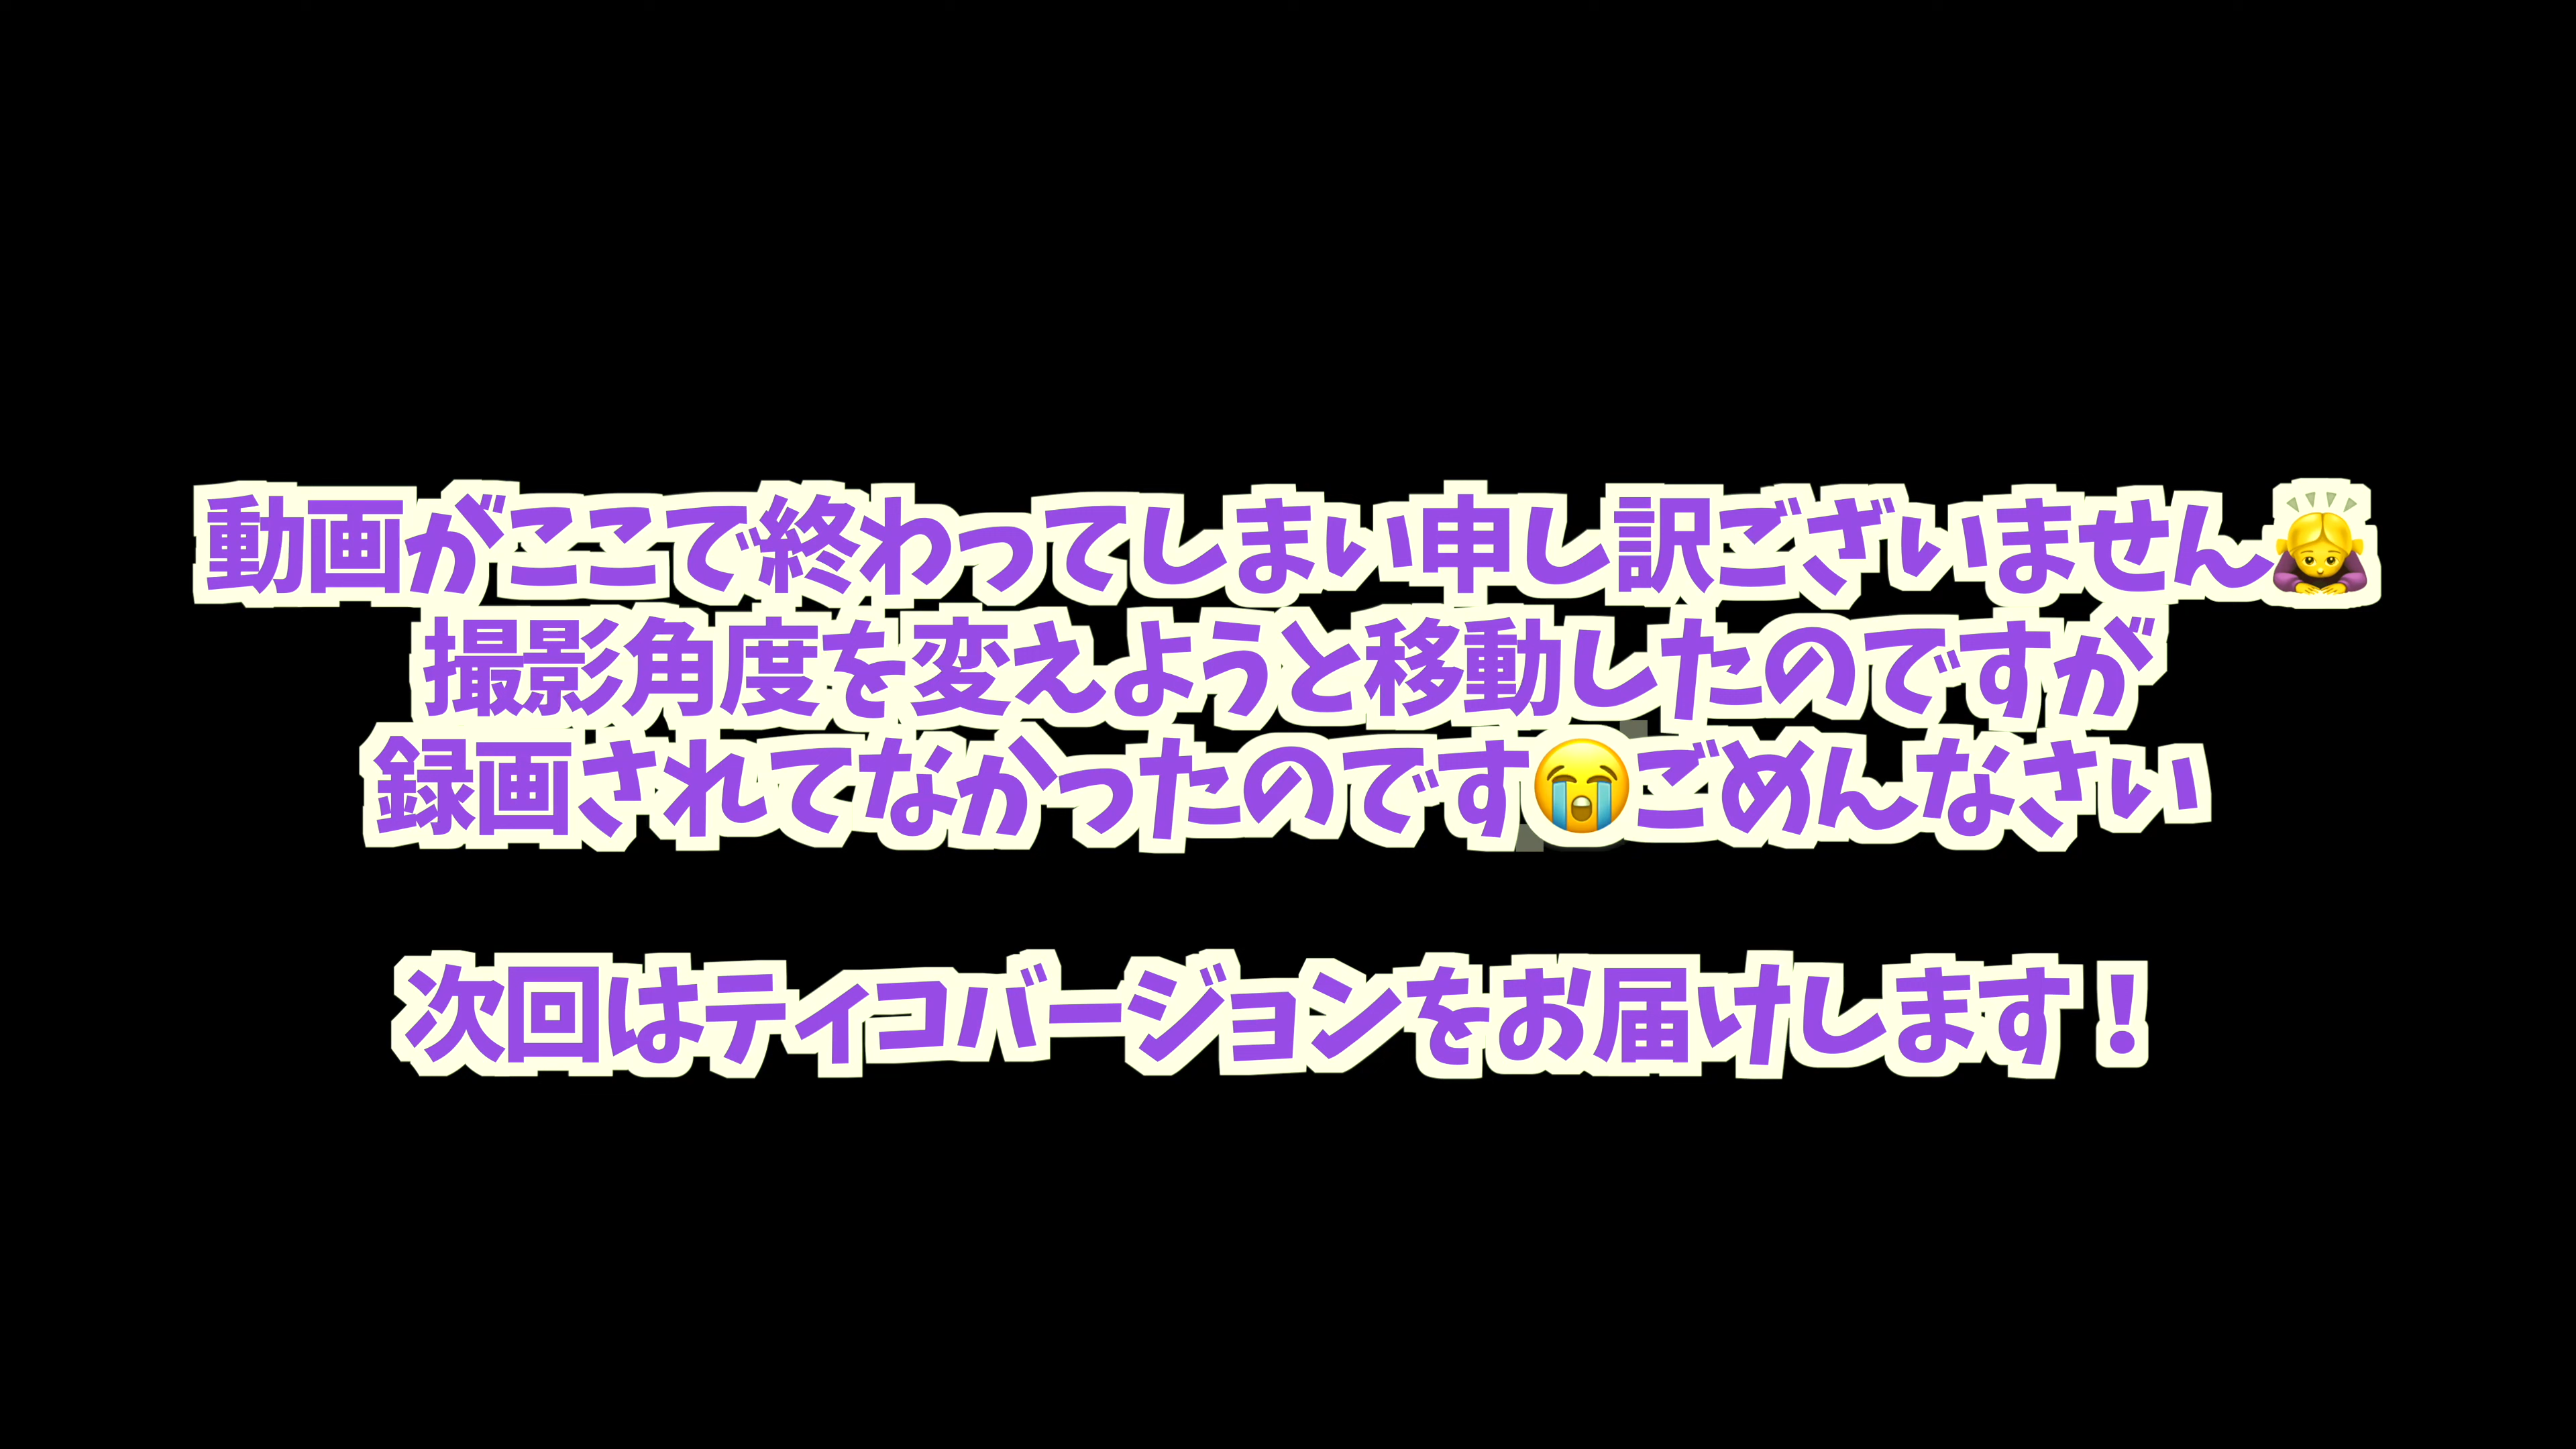 動画がここで終わってしまい申し訳ございません🙇‍♀️
撮影角度を変えようと移動したのですが
録画されてなかったのです😭ごめんなさい
次回はティコバージョンをお届けします！